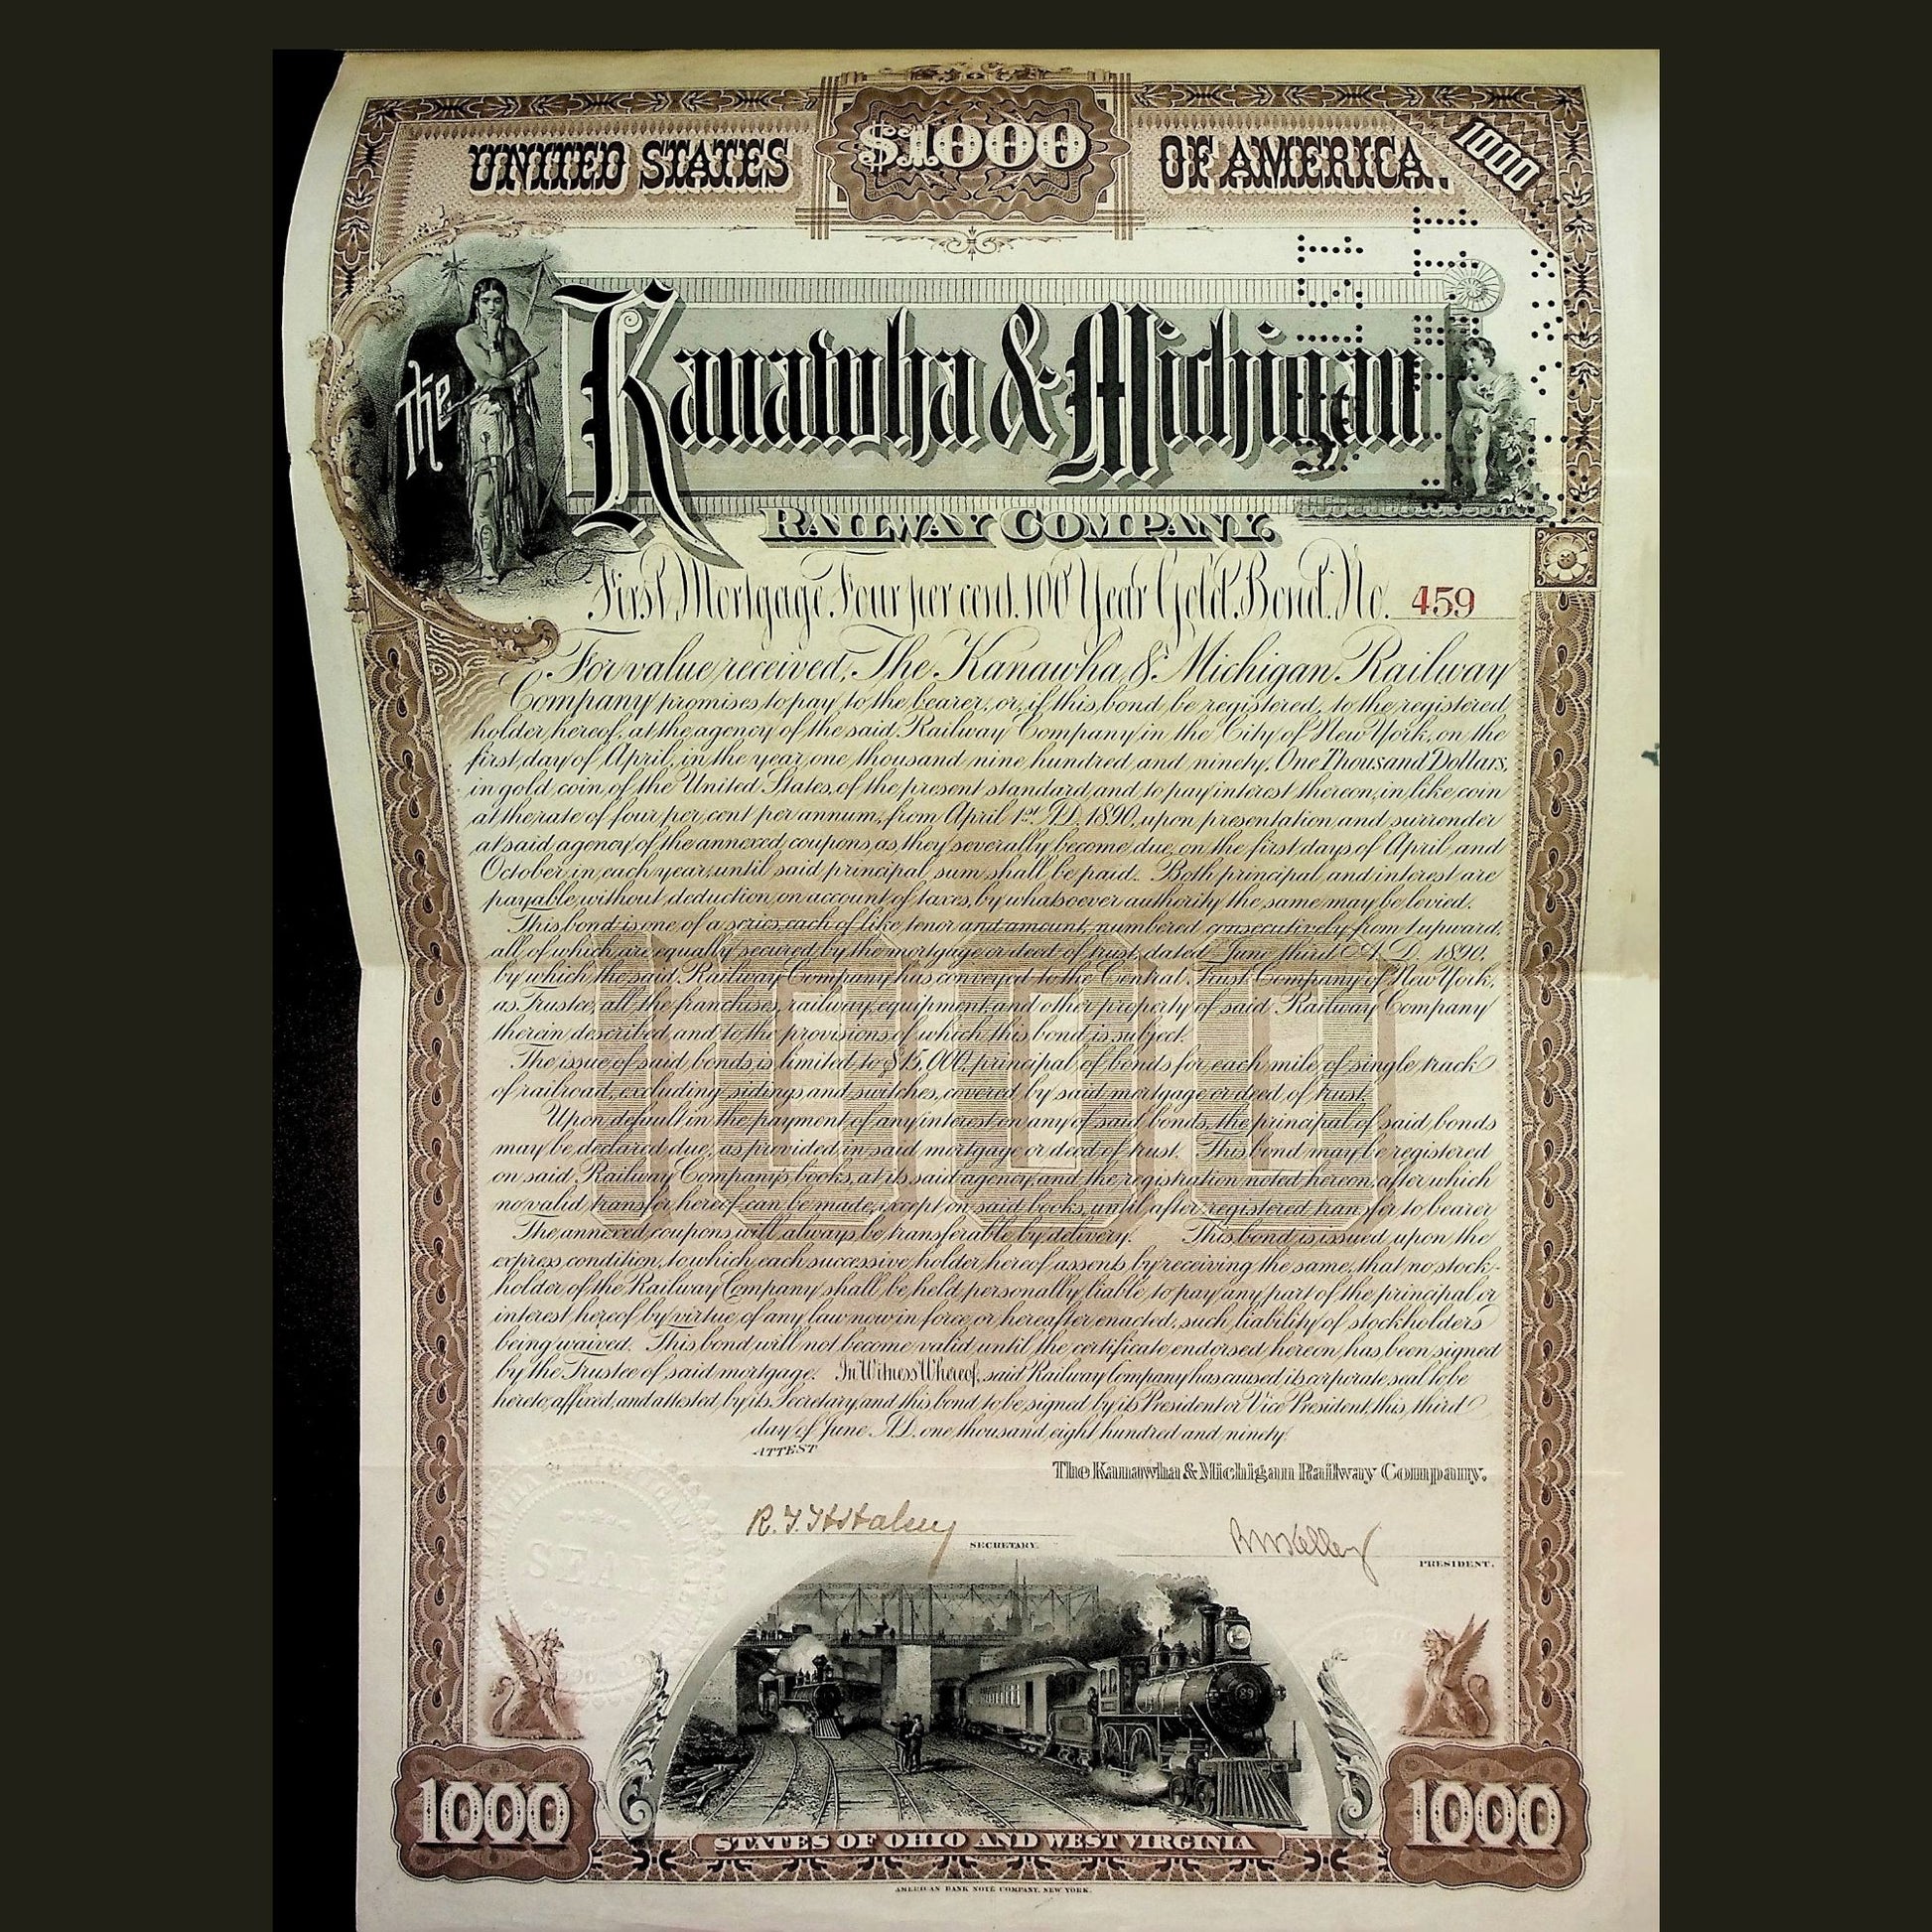 UNITED STATES $1000 OF AMERICA. 1000
The Kanawha & Michigan
RAILWAY COMPANY.
First Mortgage Four per cent. 100 Year Gold Bond. No. 459
For value received, The Kanawha & Michigan Railway
Company promises to pay to the bearer, or, if this bond be registered, to the registered
holder hereof, at the agency of the said Railway Company in the City of New York, on the
first day of April, in the year one thousand nine hundred and ninety, One Thousand Dollars,
in gold coin of the United States, of the present standard, and to pay interest thereon, in like coin
at the rate of four per cent per annum, from April 1st A.D. 1890, upon presentation and surrender
at said agency of the annexed coupons, as they severally become due, on the first days of April and
October in each year, until said principal sum shall be paid. Both principal and interest are
payable without deduction on account of taxes, by whatsoever authority the same may be levied.
This bond is one of a series each of like tenor and amount, numbered consecutively from 1 upward,
all of which are equally secured by the mortgage or deed of trust, dated June third A.D. 1890,
by which the said Railway Company has conveyed to the Central Trust Company of New York,
as Trustee, all the franchises, railway, equipment and other property of said Railway Company
therein described and to the provisions of which this bond is subject.
The issue of said bonds is limited to $15,000, principal of bonds for each mile of single track
of railroad, excluding sidings and switches, covered by said mortgage or deed of trust.
Upon default in the payment of any interest on any of said bonds, the principal of said bonds
may be declared due, as provided in said mortgage or deed of trust. This bond may be registered
on said Railway Company's books, at its said agency, and the registration noted hereon, after which
no valid transfer hereof can be made, except on said books, until after registered transfer to bearer
The annexed coupons will always be transferable by delivery. This bond is issued upon the
express condition, to which each successive holder hereof assents by receiving the same, that no stock-
holder of the Railway Company shall be held personally liable to pay any part of the principal or
interest hereof by virtue of any law now in force or hereafter enacted, such liability of stockholders
being waived. This bond will not become valid until the certificate endorsed hereon, has been signed
by the Trustee of said mortgage. In Witness Whereof, said Railway Company has caused its corporate seal to be
hereto affixed, and attested by its Secretary, and this bond to be signed by its President or Vice President, this third
day of June A.D. one thousand eight hundred and ninety.
ATTEST
The Kanawha & Michigan Railway Company.
SECRETARY.
PRESIDENT.
SEAL
89
1000
1000
STATES OF OHIO AND WEST VIRGINIA
AMERICAN BANK NOTE COMPANY, NEW YORK.